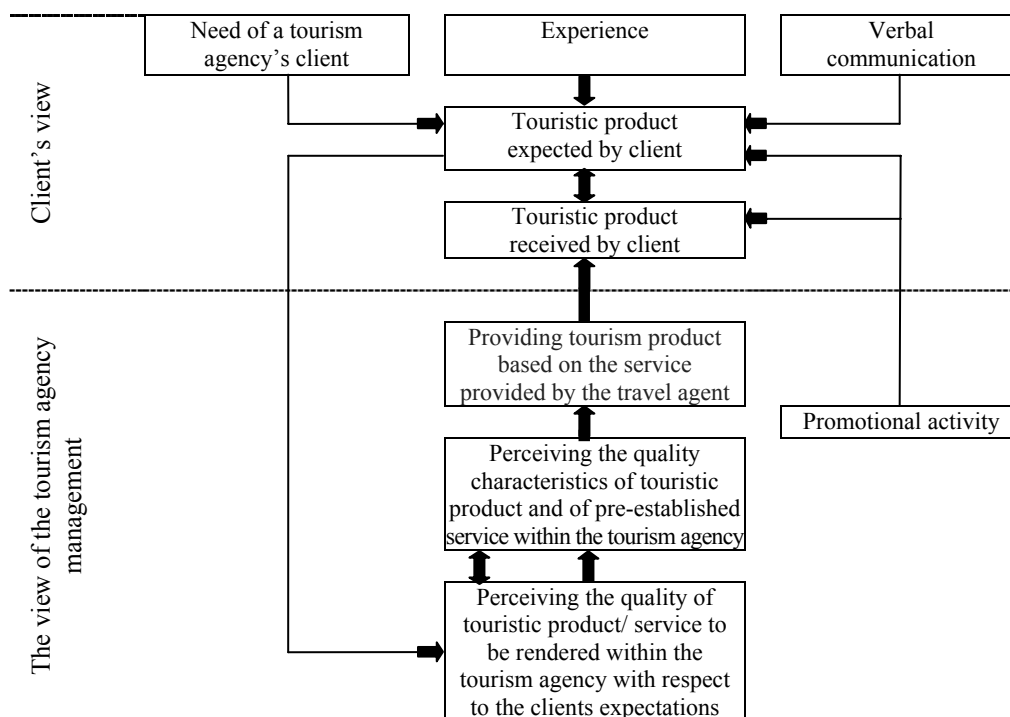 Need of a tourism
agency's client
Experience
Verbal
communication
Client's view
Touristic product
expected by client
Touristic product
received by client
The view of the tourism agency
management
Providing tourism product
based on the service
provided by the travel agent
Promotional activity
Perceiving the quality
characteristics of touristic
product and of pre-established
service within the tourism agency
Perceiving the quality of
touristic product/ service to
be rendered within the
tourism agency with respect
to the clients expectations